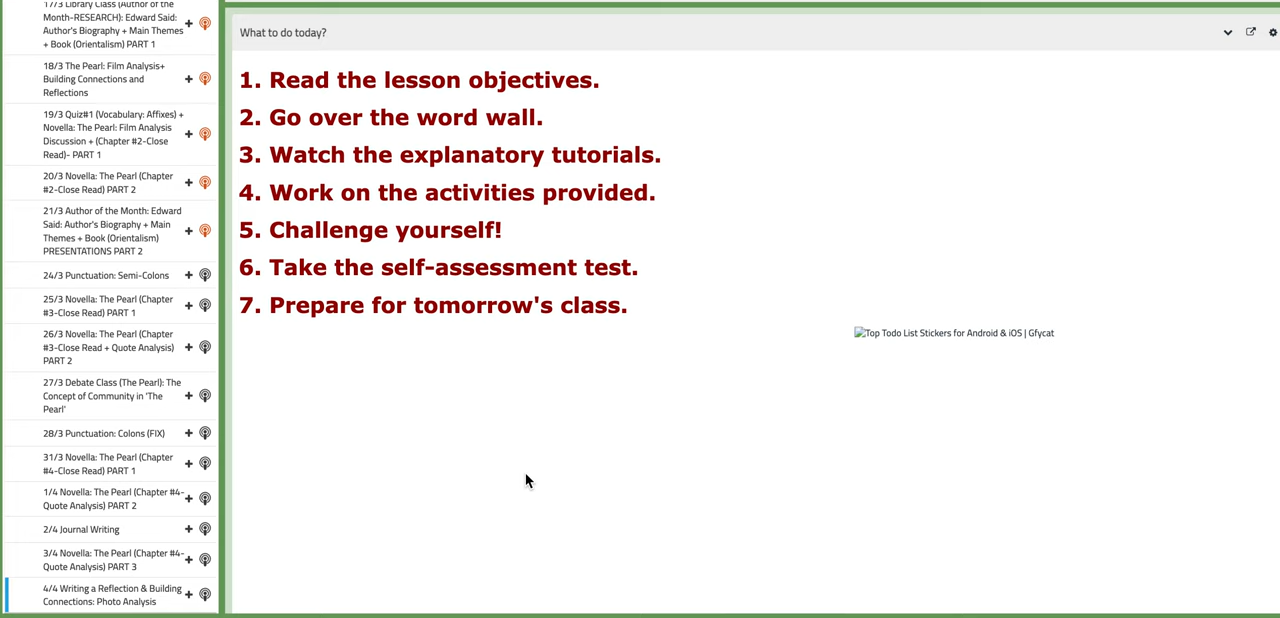 17/3 Library Class (Author of the
Month-RESEARCH): Edward Said:
Author's Biography + Main Themes
+ Book (Orientalism) PART 1
18/3 The Pearl: Film Analysis+
Building Connections and
Reflections
19/3 Quiz#1 (Vocabulary: Affixes) +
Novella: The Pearl: Film Analysis
Discussion + (Chapter #2-Close
Read)- PART 1
20/3 Novella: The Pearl (Chapter
#2-Close Read) PART 2
21/3 Author of the Month: Edward
Said: Author's Biography + Main
Themes + Book (Orientalism)
PRESENTATIONS PART 2
24/3 Punctuation: Semi-Colons
25/3 Novella: The Pearl (Chapter
#3-Close Read) PART 1
26/3 Novella: The Pearl (Chapter
#3-Close Read + Quote Analysis)
PART 2
27/3 Debate Class (The Pearl): The
Concept of Community in 'The
Pearl'
28/3 Punctuation: Colons (FIX)
31/3 Novella: The Pearl (Chapter
#4-Close Read) PART 1
1/4 Novella: The Pearl (Chapter #4-
Quote Analysis) PART 2
2/4 Journal Writing
3/4 Novella: The Pearl (Chapter #4-
Quote Analysis) PART 3
4/4 Writing a Reflection & Building
Connections: Photo Analysis
What to do today?
1. Read the lesson objectives.
2. Go over the word wall.
3. Watch the explanatory tutorials.
4. Work on the activities provided.
5. Challenge yourself!
6. Take the self-assessment test.
7. Prepare for tomorrow's class.
Top Todo List Stickers for Android & iOS | Gfycat